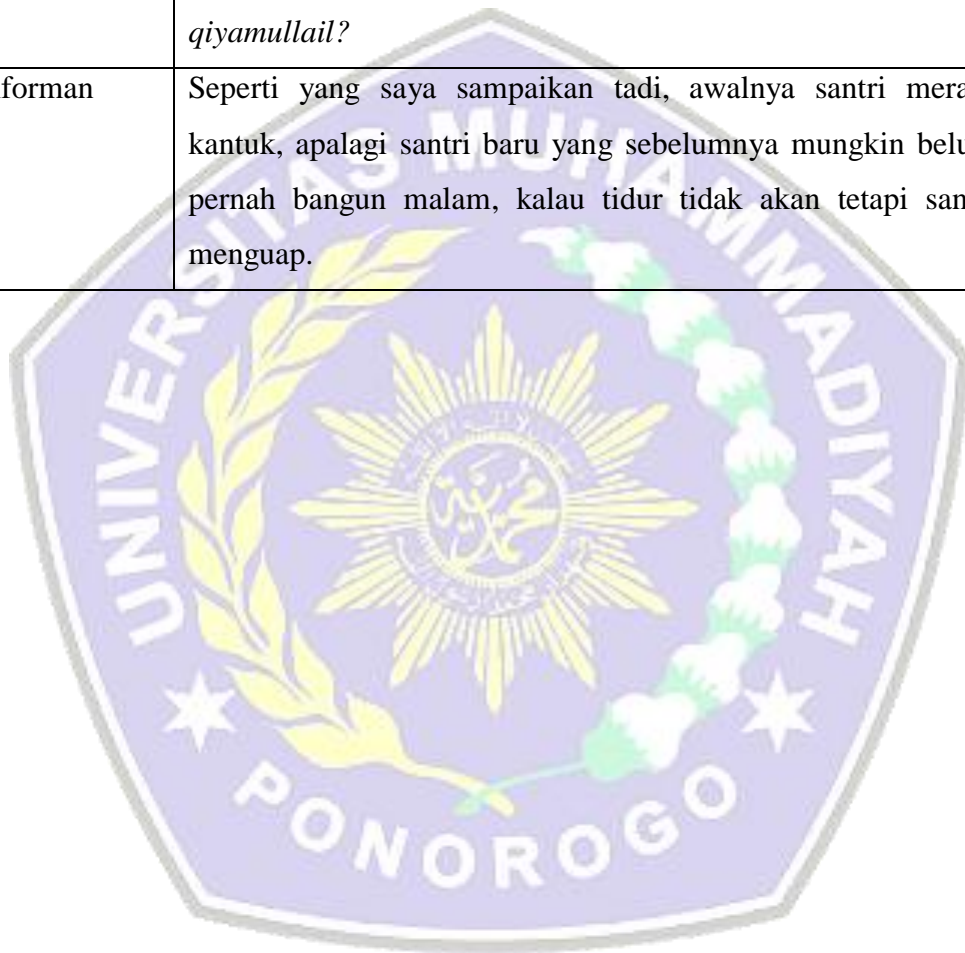 qiyamullail?
forman Seperti yang saya sampaikan tadi, awalnya santri mera
kantuk, apalagi santri baru yang sebelumnya mungkin belu
pernah bangun malam, kalau tidur tidak akan tetapi san
menguap.
UNIVERSITAS MUHAMMADIYAH
PONOROGO